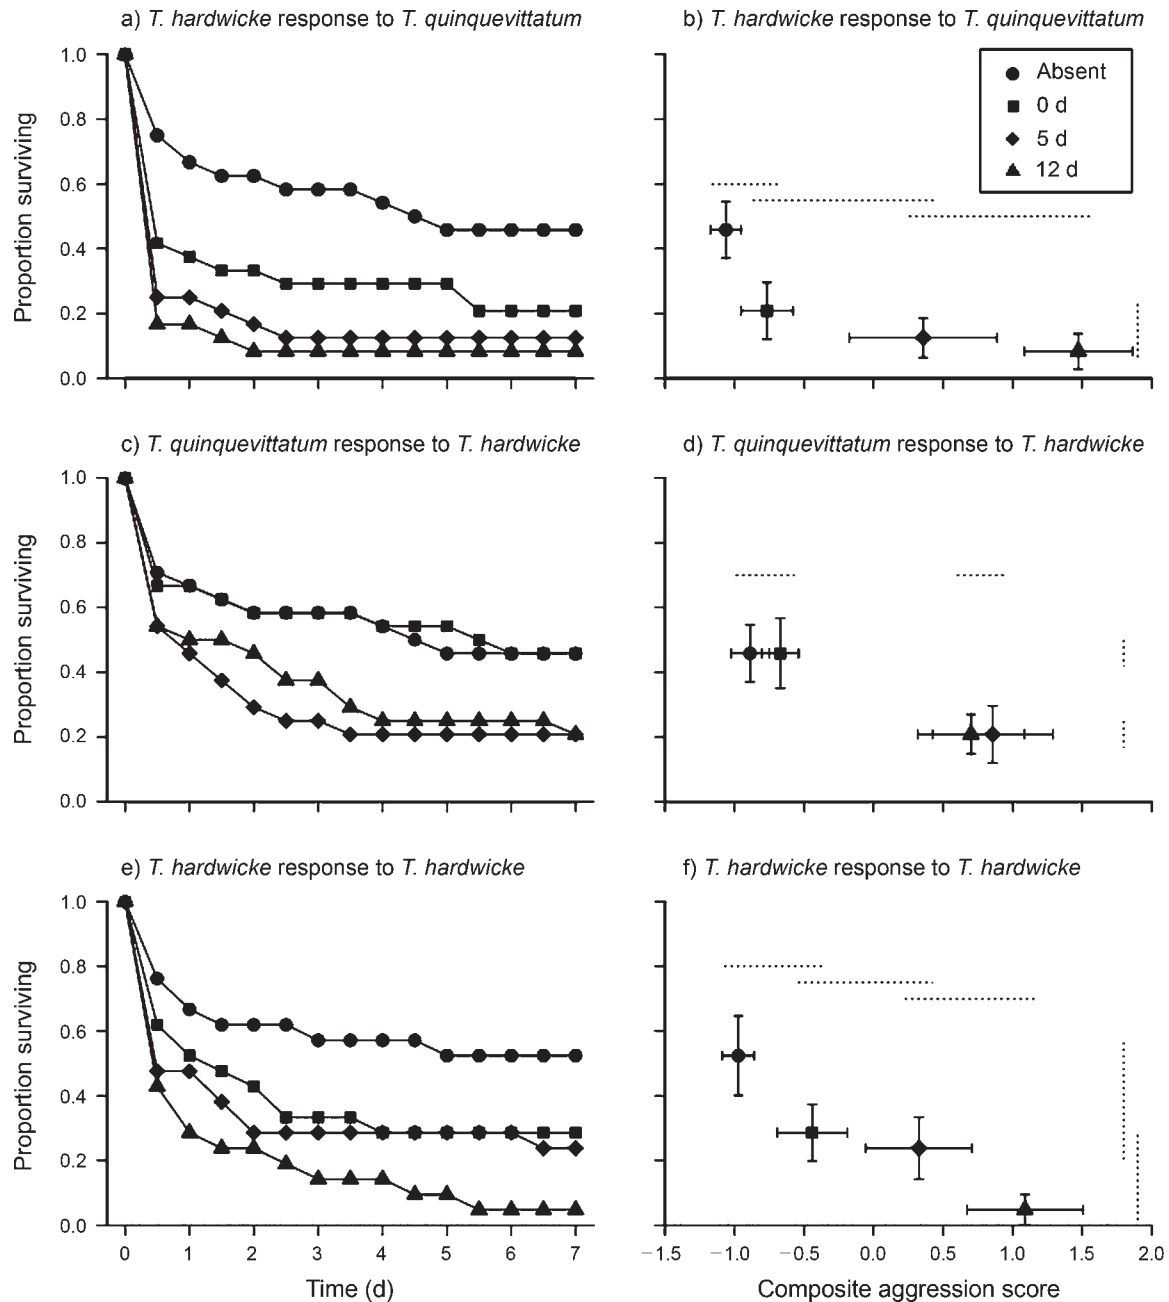 a) T. hardwicke response to T. quinquevittatum
b) T. hardwicke response to T. quinquevittatum
Proportion surviving
1.0
0.8
0.6
0.4
0.2
0.0
Absent
0 d
5 d
12 d
c) T. quinquevittatum response to T. hardwicke
d) T. quinquevittatum response to T. hardwicke
Proportion surviving
1.0
0.8
0.6
0.4
0.2
0.0
e) T. hardwicke response to T. hardwicke
f) T. hardwicke response to T. hardwicke
Proportion surviving
1.0
0.8
0.6
0.4
0.2
0.0
0 1 2 3 4 5 6 7
Time (d)
−1.5 −1.0 −0.5 0.0 0.5 1.0 1.5 2.0
Composite aggression score